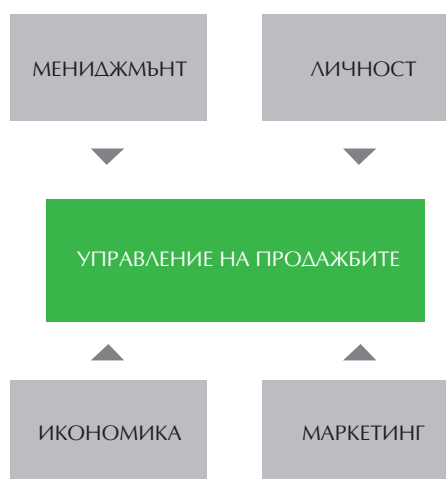 МЕНИДЖМЪНТ
ЛИЧНОСТ
УПРАВЛЕНИЕ НА ПРОДАЖБИТЕ
ИКОНОМИКА
МАРКЕТИНГ